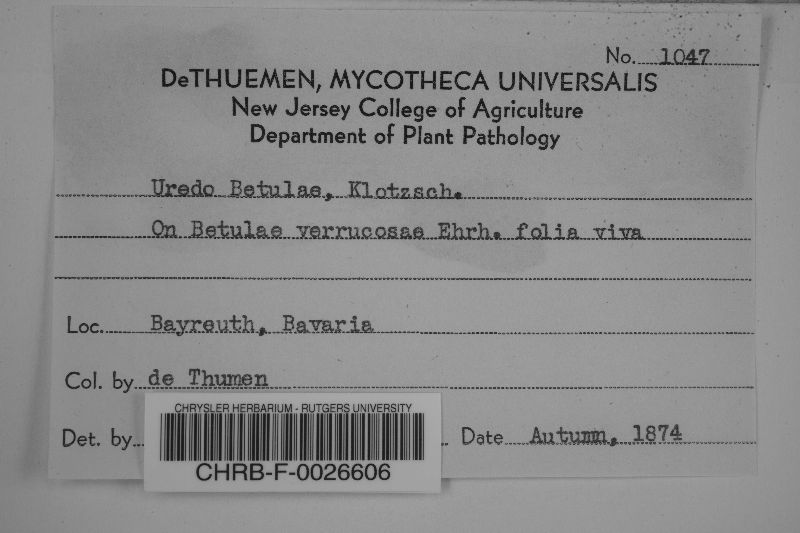 No. 1047
DeTHUEMEN, MYCOTHECA UNIVERSALIS
New Jersey College of Agriculture
Department of Plant Pathology
Uredo Betulae, Klotzsch.
On Betulae verrucosae Ehrh. folia viva
Loc. Bayreuth, Bavaria
Col. by de Thumen
Det. by Date Autumn, 1874
CHRYSLER HERBARIUM - RUTGERS UNIVERSITY
CHRB-F-0026606